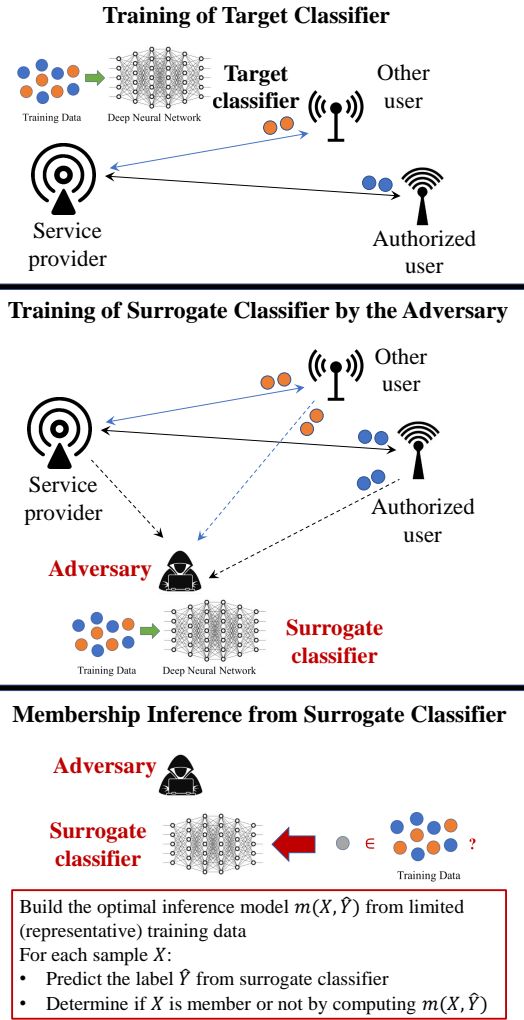 Training of Target Classifier
Target
classifier
Other
user
Training Data
Deep Neural Network
Service
provider
Authorized
user
Training of Surrogate Classifier by the Adversary
Other
user
Service
provider
Authorized
user
Adversary
Surrogate
classifier
Training Data
Deep Neural Network
Membership Inference from Surrogate Classifier
Adversary
Surrogate
classifier
∈
?
Training Data
Build the optimal inference model m(X, Ŷ) from limited
(representative) training data
For each sample X:
• Predict the label Ŷ from surrogate classifier
• Determine if X is member or not by computing m(X, Ŷ)